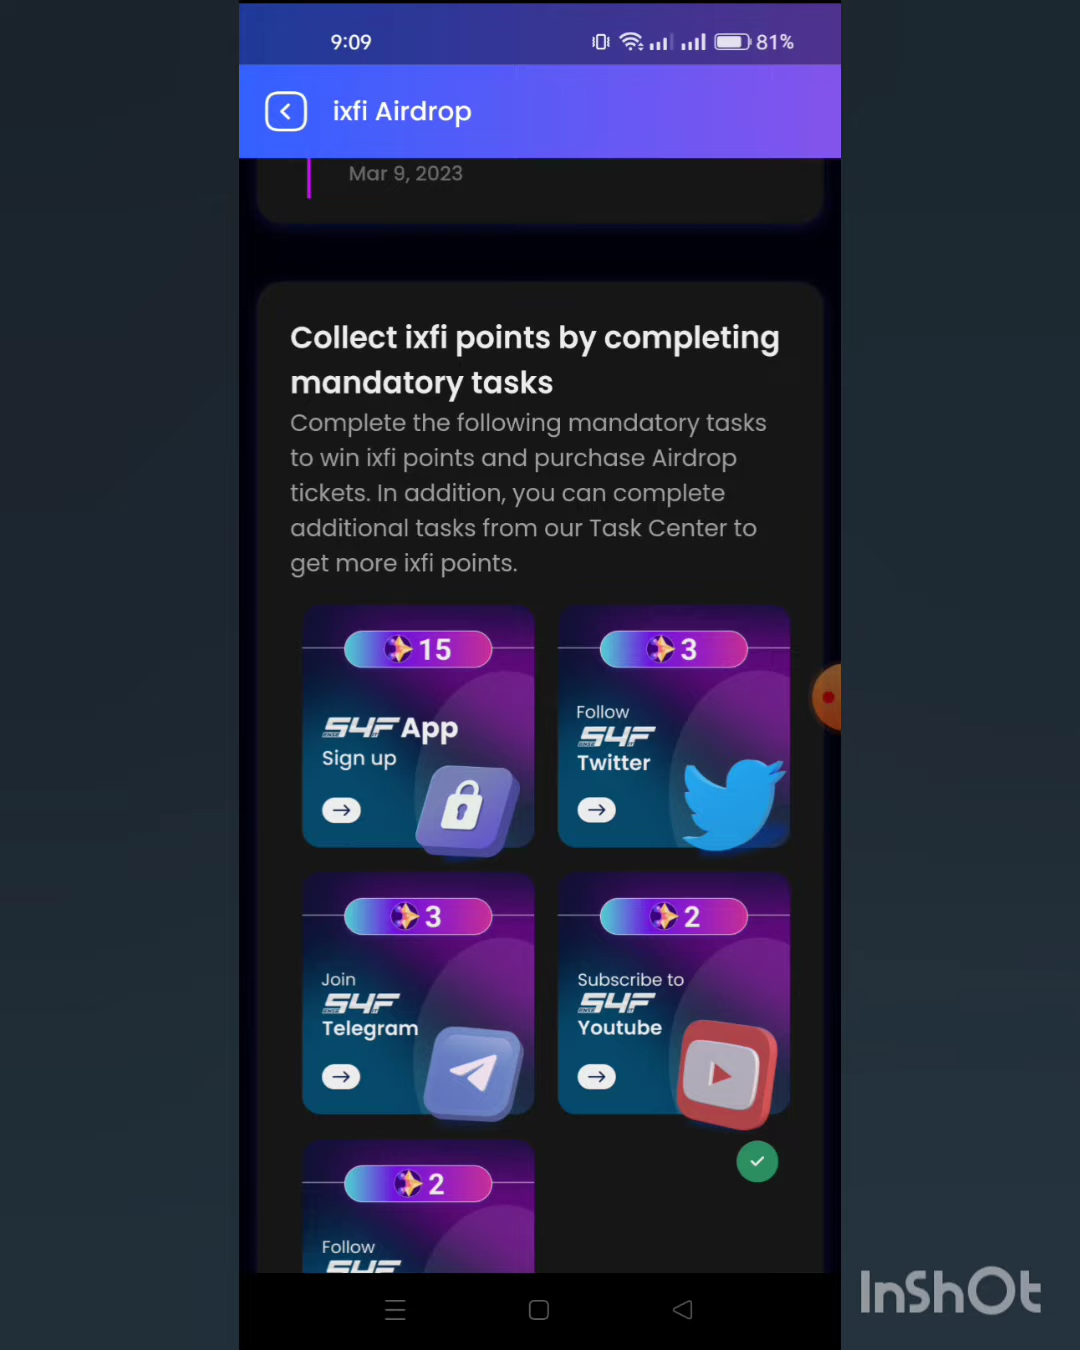 9:09
81%
ixfi Airdrop
Mar 9, 2023
Collect ixfi points by completing
mandatory tasks
Complete the following mandatory tasks
to win ixfi points and purchase Airdrop
tickets. In addition, you can complete
additional tasks from our Task Center to
get more ixfi points.
15
S4F App
Sign up
3
Follow
S4F
Twitter
3
Join
S4F
Telegram
2
Subscribe to
S4F
Youtube
2
Follow
S4F
InShOt